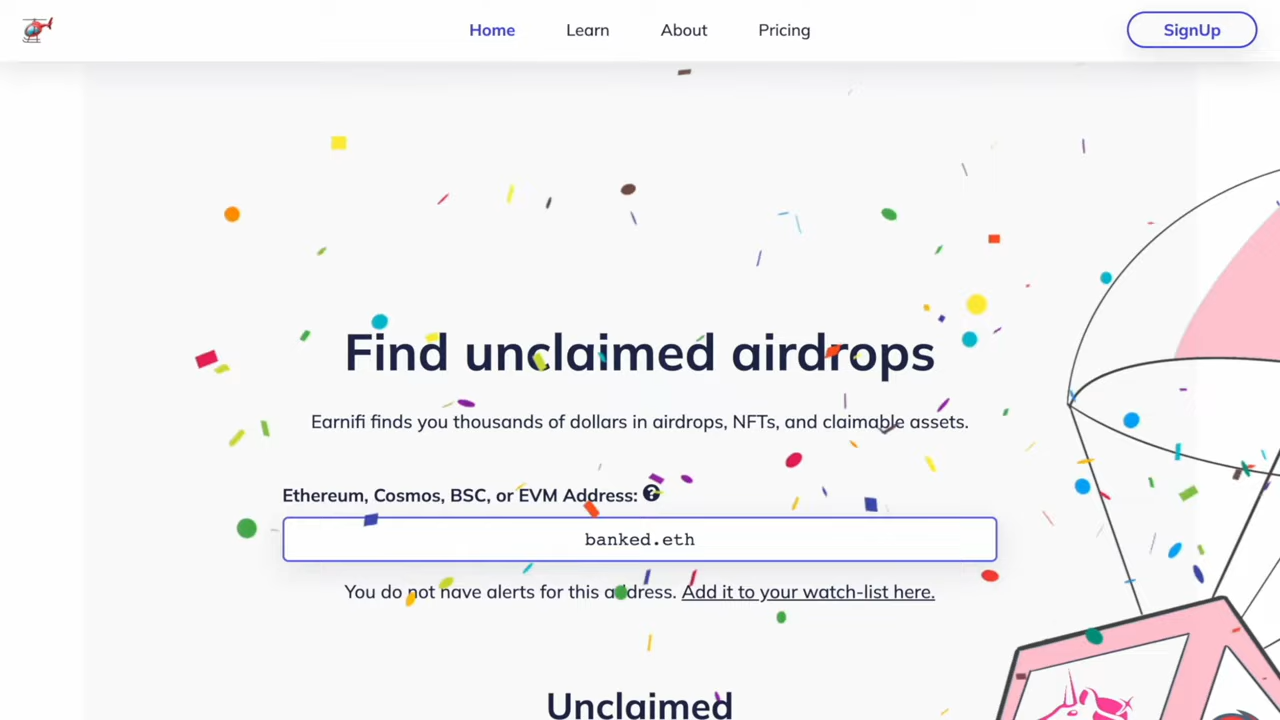 Home Learn About Pricing SignUp
Find unclaimed airdrops
Earnifi finds you thousands of dollars in airdrops, NFTs, and claimable assets.
Ethereum, Cosmos, BSC, or EVM Address: ?
banked.eth
You do not have alerts for this address. Add it to your watch-list here.
Unclaimed